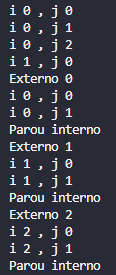 i 0 , j 0
i 0 , j 1
i 0 , j 2
i 1 , j 0
Externo 0
i 0 , j 0
i 0 , j 1
Parou interno
Externo 1
i 1 , j 0
i 1 , j 1
Parou interno
Externo 2
i 2 , j 0
i 2 , j 1
Parou interno